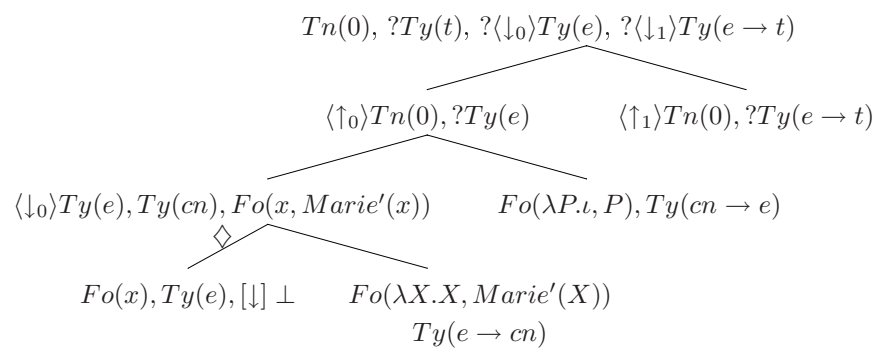 Tn(0), ?Ty(t), ?⟨↓₀⟩Ty(e), ?⟨↓₁⟩Ty(e → t)
⟨↑₀⟩Tn(0), ?Ty(e) ⟨↑₁⟩Tn(0), ?Ty(e → t)
⟨↓₀⟩Ty(e), Ty(cn), Fo(x, Marie′(x)) Fo(λP.ι, P), Ty(cn → e)
◇
Fo(x), Ty(e), [↓] ⊥ Fo(λX.X, Marie′(X))
Ty(e → cn)